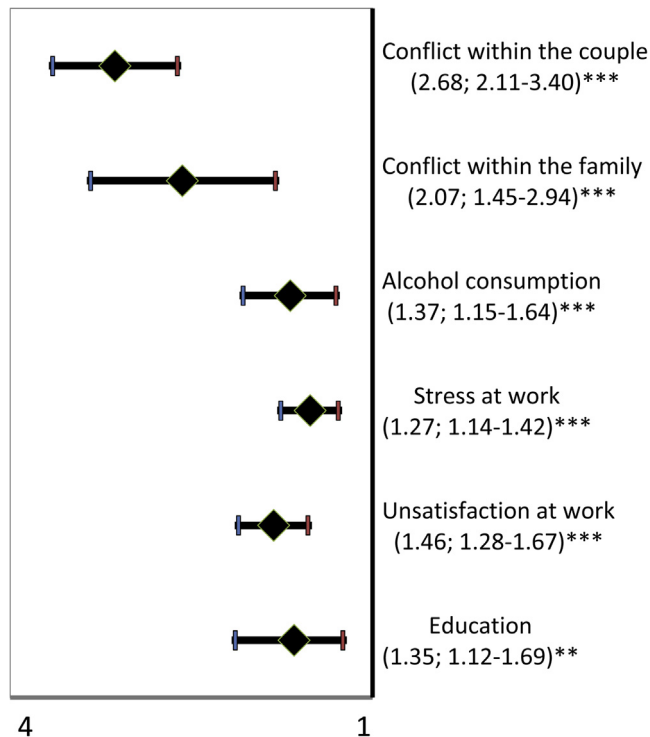 Conflict within the couple
(2.68; 2.11-3.40)***
Conflict within the family
(2.07; 1.45-2.94)***
Alcohol consumption
(1.37; 1.15-1.64)***
Stress at work
(1.27; 1.14-1.42)***
Unsatisfaction at work
(1.46; 1.28-1.67)***
Education
(1.35; 1.12-1.69)**
4 1